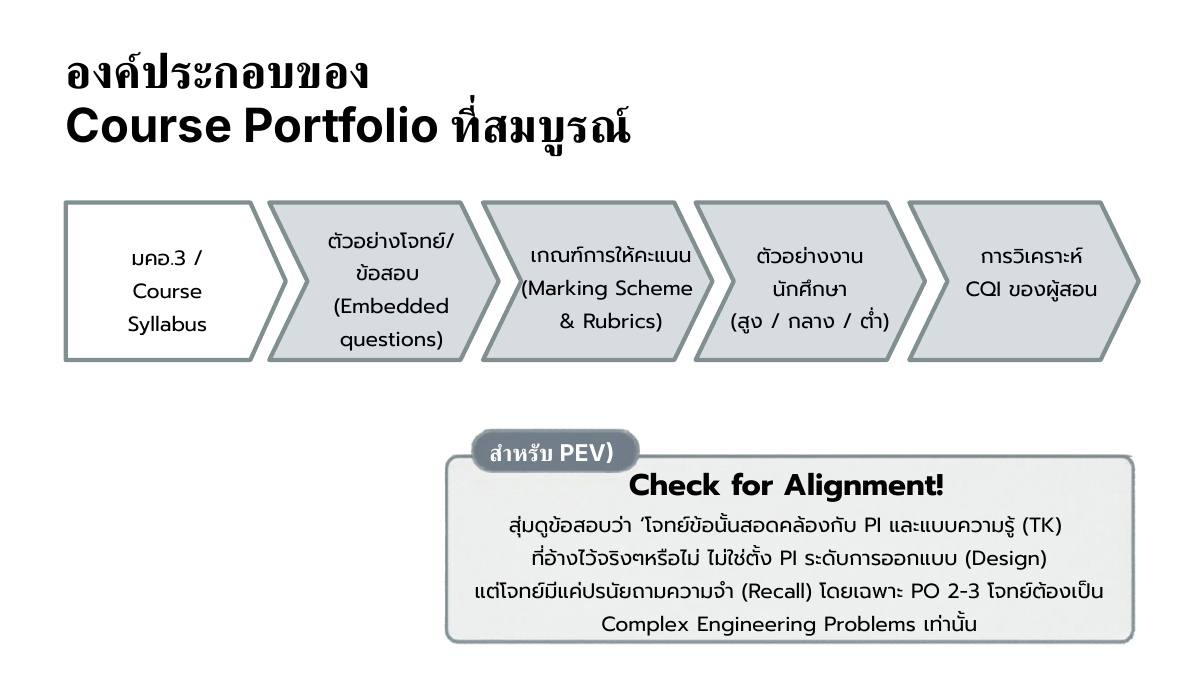 องค์ประกอบของ
Course Portfolio ที่สมบูรณ์
มคอ.3 /
Course
Syllabus
ตัวอย่างโจทย์/
ข้อสอบ
(Embedded
questions)
เกณฑ์การให้คะแนน
(Marking Scheme
& Rubrics)
ตัวอย่างงาน
นักศึกษา
(สูง / กลาง / ต่ำ)
การวิเคราะห์
CQI ของผู้สอน
สำหรับ PEV)
Check for Alignment!
สุ่มดูข้อสอบว่า ‘โจทย์ข้อนั้นสอดคล้องกับ PI และแบบความรู้ (TK)
ที่อ้างไว้จริงๆหรือไม่ ไม่ใช่ตั้ง PI ระดับการออกแบบ (Design)
แต่โจทย์มีแค่ปรนัยถามความจำ (Recall) โดยเฉพาะ PO 2-3 โจทย์ต้องเป็น
Complex Engineering Problems เท่านั้น